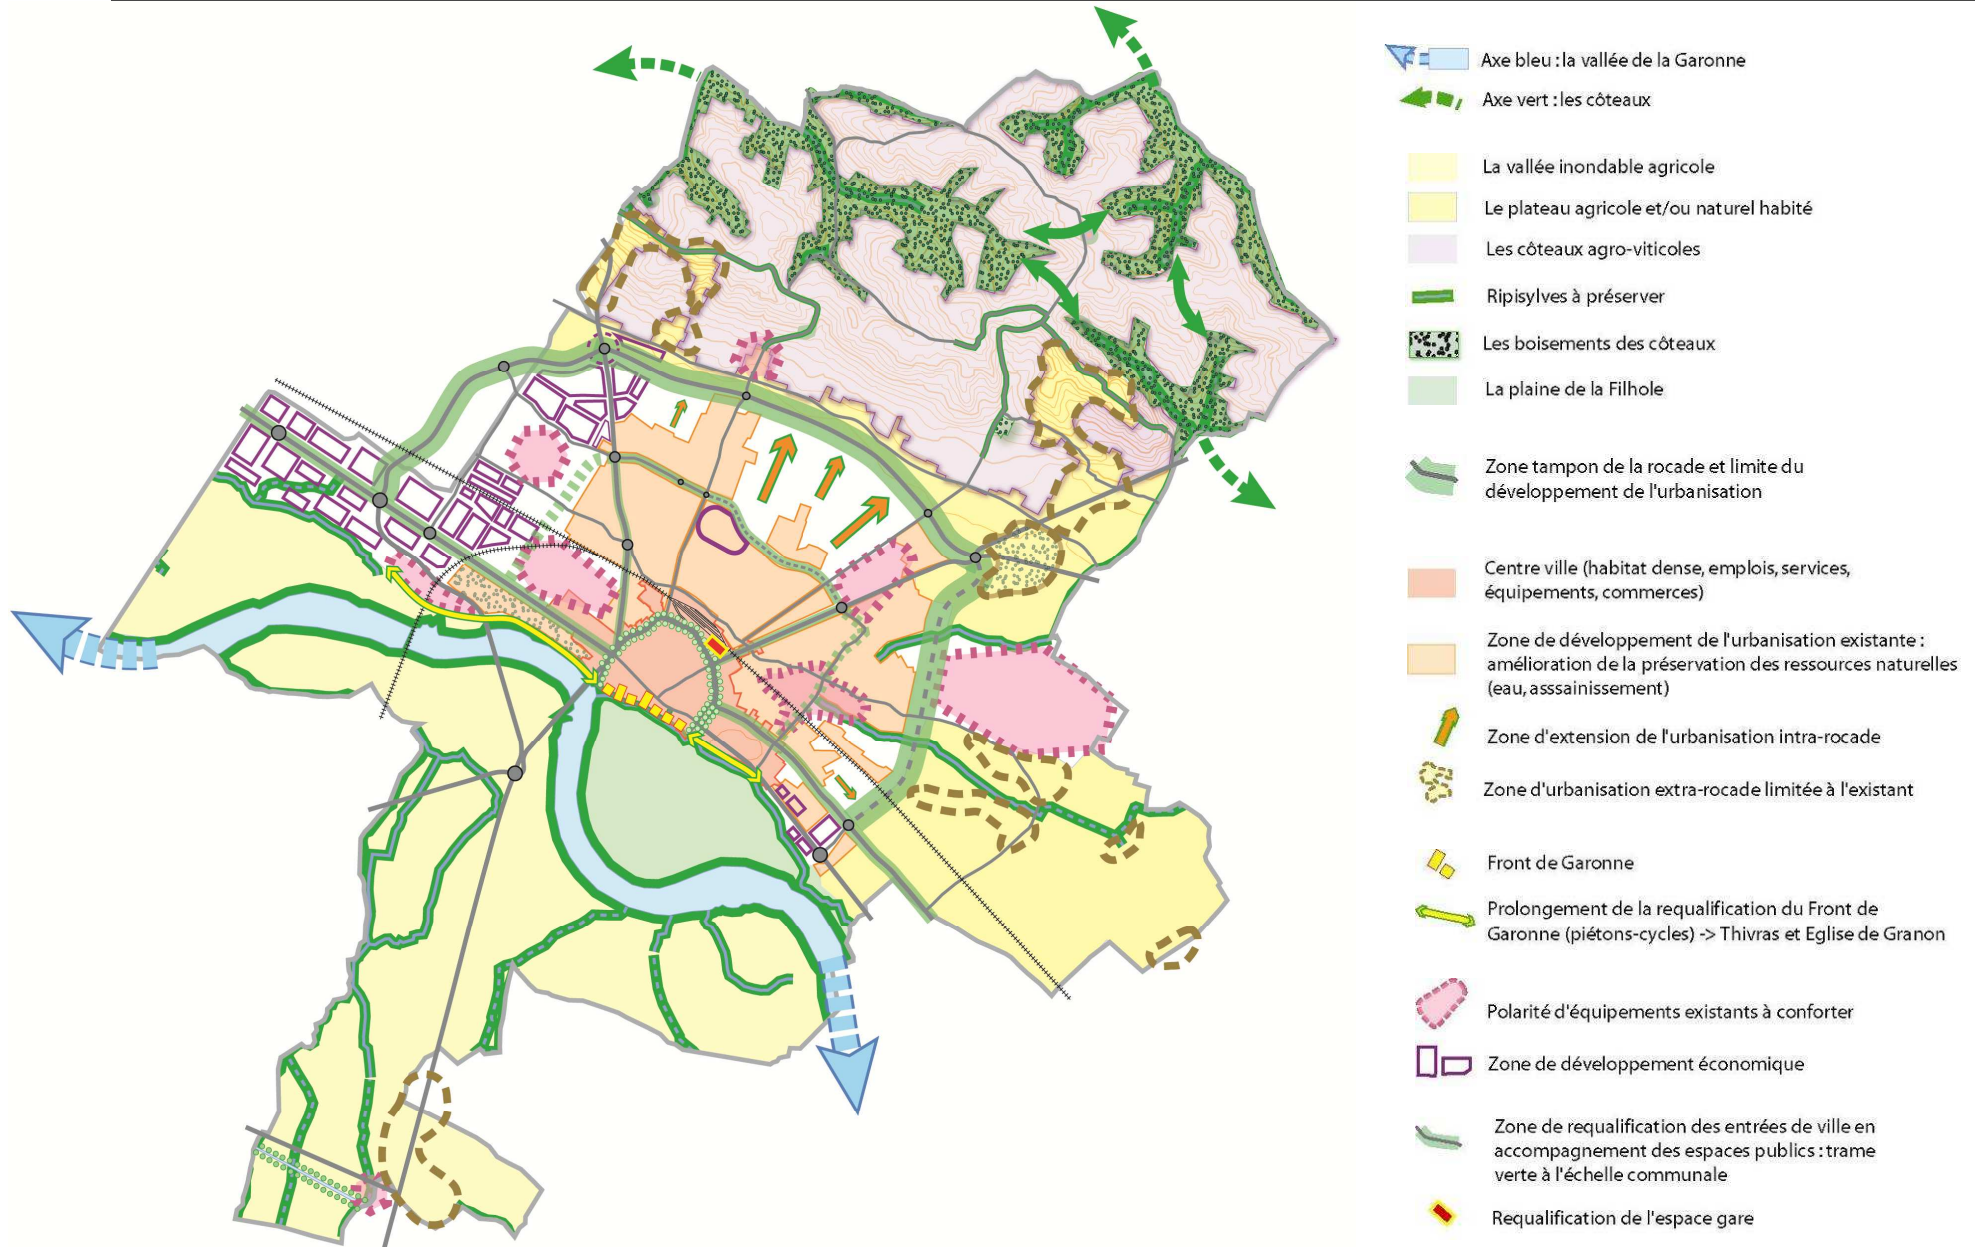 Axe bleu : la vallée de la Garonne
Axe vert : les côteaux
La vallée inondable agricole
Le plateau agricole et/ou naturel habité
Les côteaux agro-viticoles
Ripisylves à préserver
Les boisements des côteaux
La plaine de la Filhole
Zone tampon de la rocade et limite du
développement de l'urbanisation
Centre ville (habitat dense, emplois, services,
équipements, commerces)
Zone de développement de l'urbanisation existante :
amélioration de la préservation des ressources naturelles
(eau, asssainissement)
Zone d'extension de l'urbanisation intra-rocade
Zone d'urbanisation extra-rocade limitée à l'existant
Front de Garonne
Prolongement de la requalification du Front de
Garonne (piétons-cycles) -> Thivras et Eglise de Granon
Polarité d'équipements existants à conforter
Zone de développement économique
Zone de requalification des entrées de ville en
accompagnement des espaces publics : trame
verte à l'échelle communale
Requalification de l'espace gare